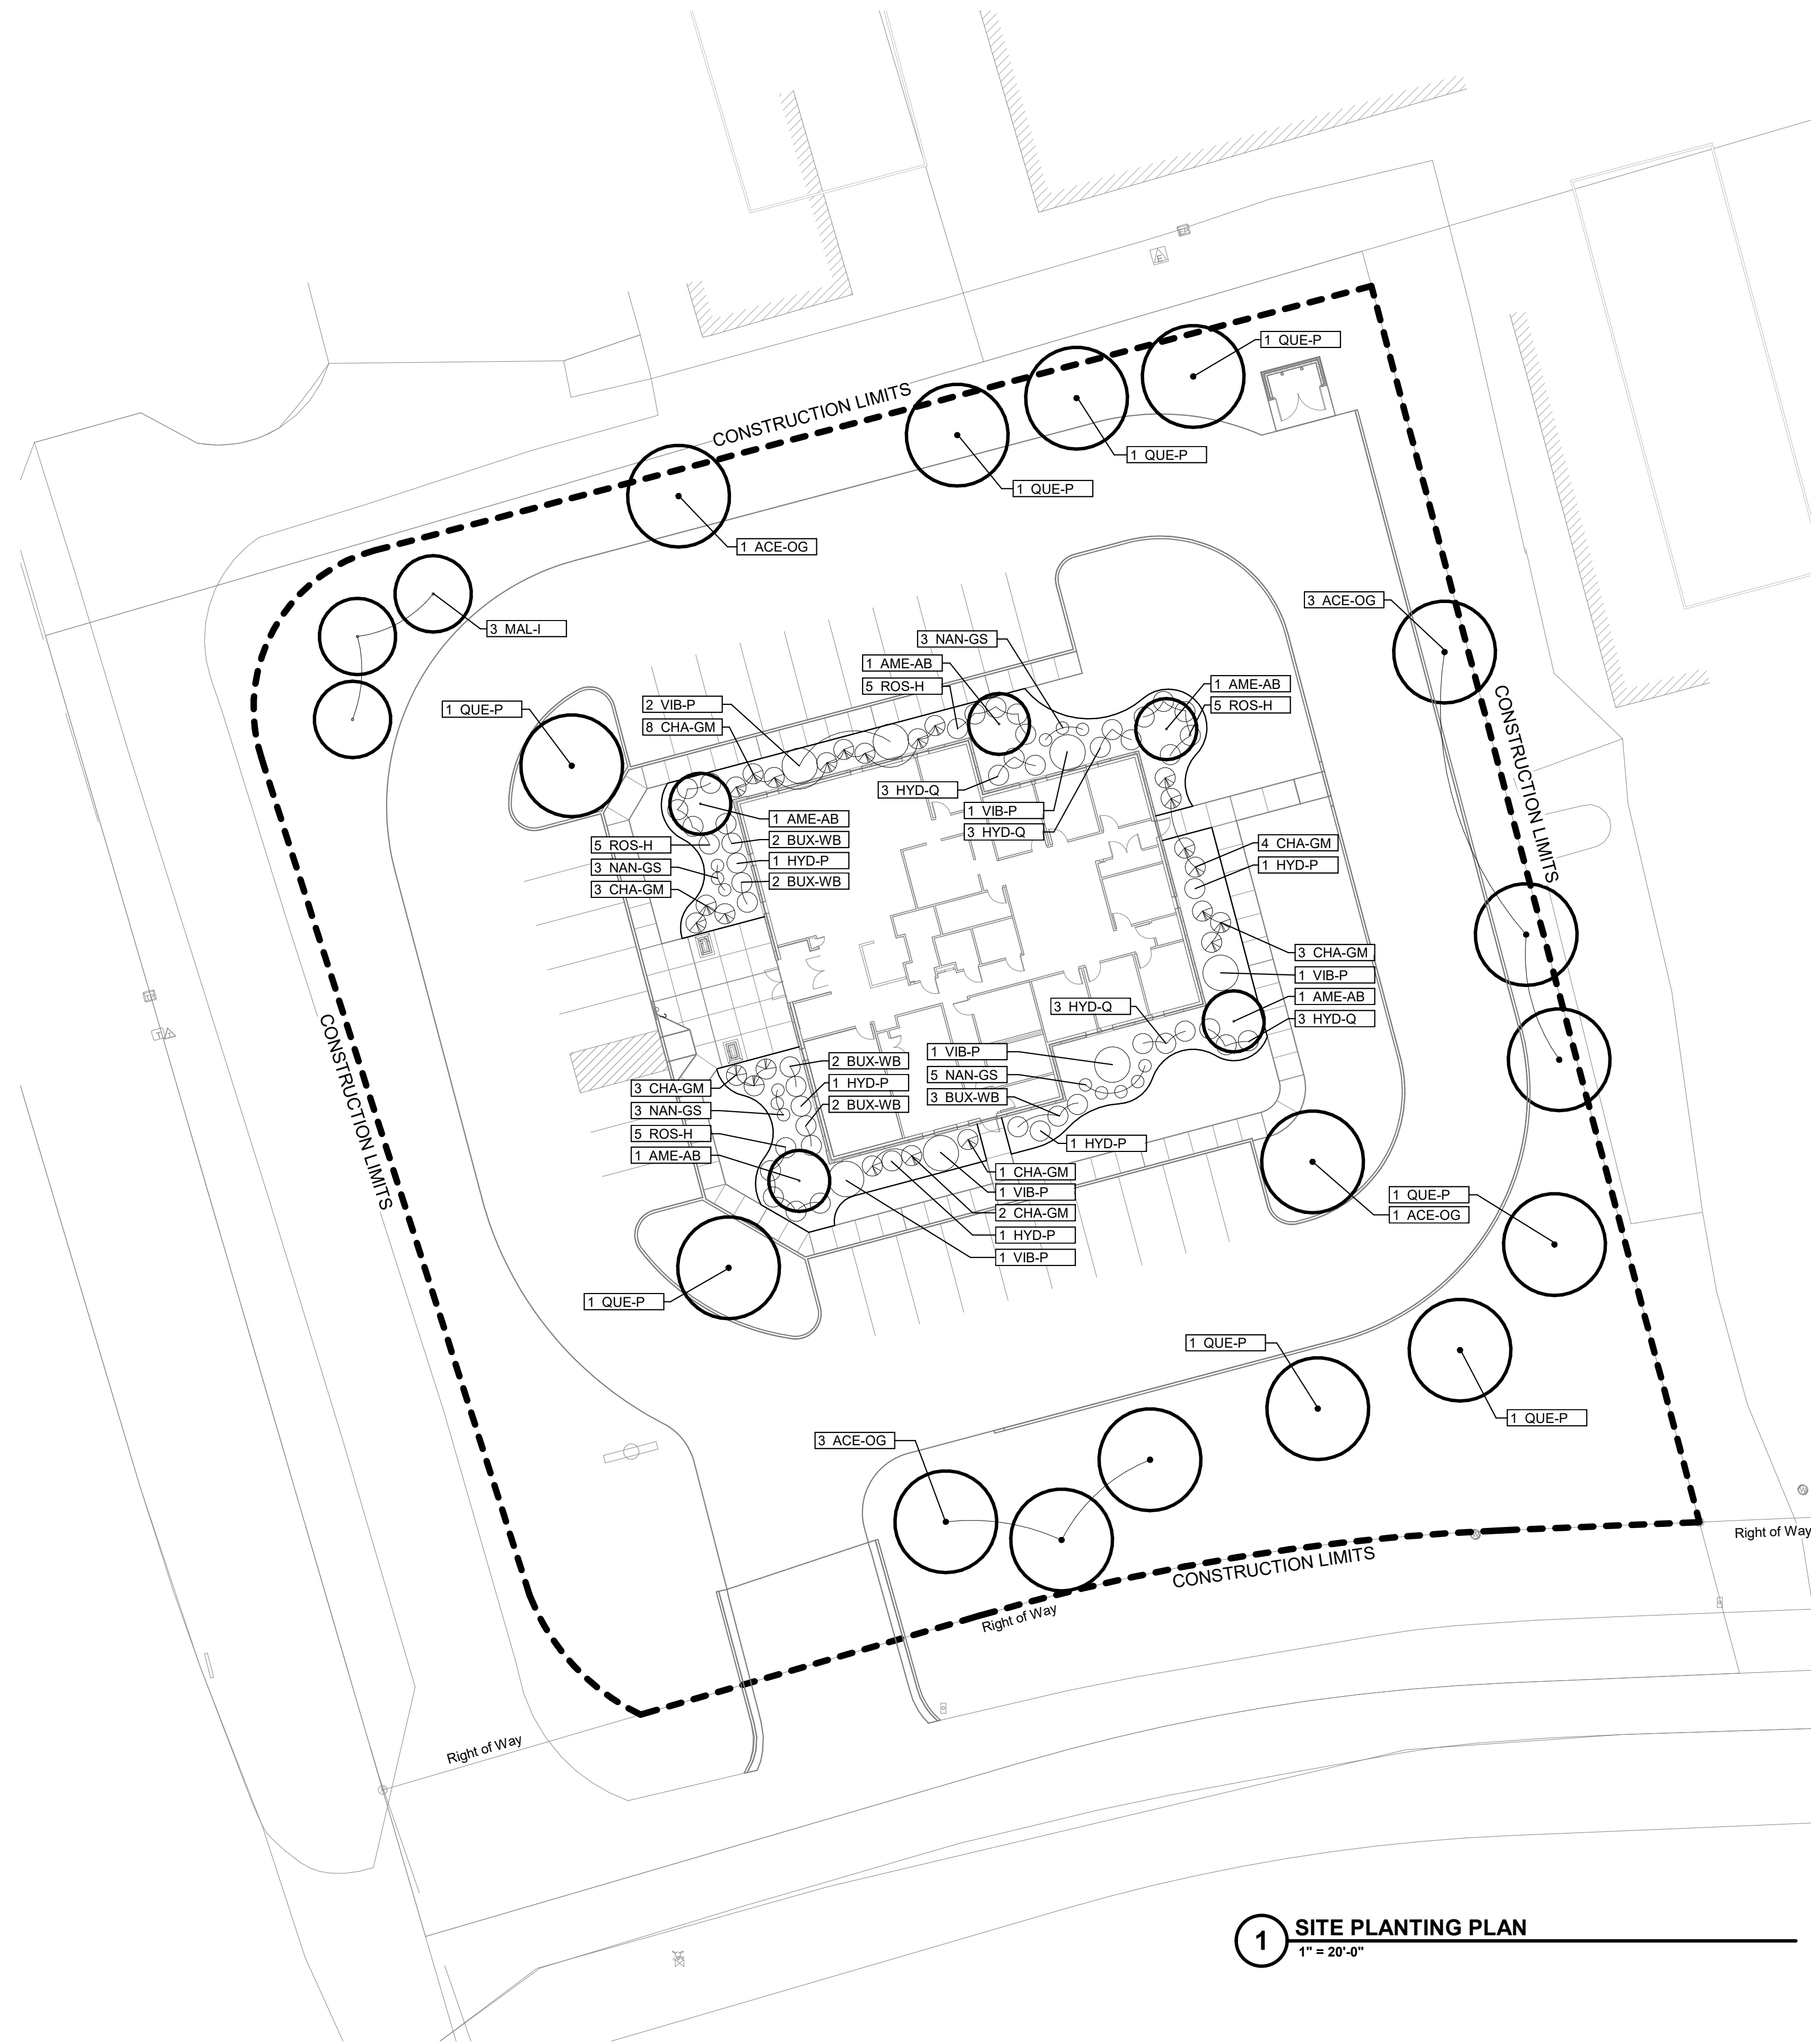 1 QUE-P
CONSTRUCTION LIMITS
1 QUE-P
1 QUE-P
1 ACE-OG
3 ACE-OG
3 MAL-I
3 NAN-GS
1 AME-AB
5 ROS-H
1 AME-AB
5 ROS-H
2 VIB-P
8 CHA-GM
1 QUE-P
CONSTRUCTION LIMITS
3 HYD-Q
1 VIB-P
3 HYD-Q
1 AME-AB
2 BUX-WB
1 HYD-P
2 BUX-WB
5 ROS-H
3 NAN-GS
3 CHA-GM
4 CHA-GM
1 HYD-P
3 CHA-GM
1 VIB-P
1 AME-AB
3 HYD-Q
3 HYD-Q
CONSTRUCTION LIMITS
1 VIB-P
5 NAN-GS
3 BUX-WB
2 BUX-WB
1 HYD-P
2 BUX-WB
3 CHA-GM
3 NAN-GS
5 ROS-H
1 AME-AB
1 HYD-P
1 CHA-GM
1 VIB-P
2 CHA-GM
1 HYD-P
1 VIB-P
1 QUE-P
1 ACE-OG
1 QUE-P
1 QUE-P
1 QUE-P
3 ACE-OG
CONSTRUCTION LIMITS
Right of Way
Right of Way
Right of Way
1
SITE PLANTING PLAN
1" = 20'-0"